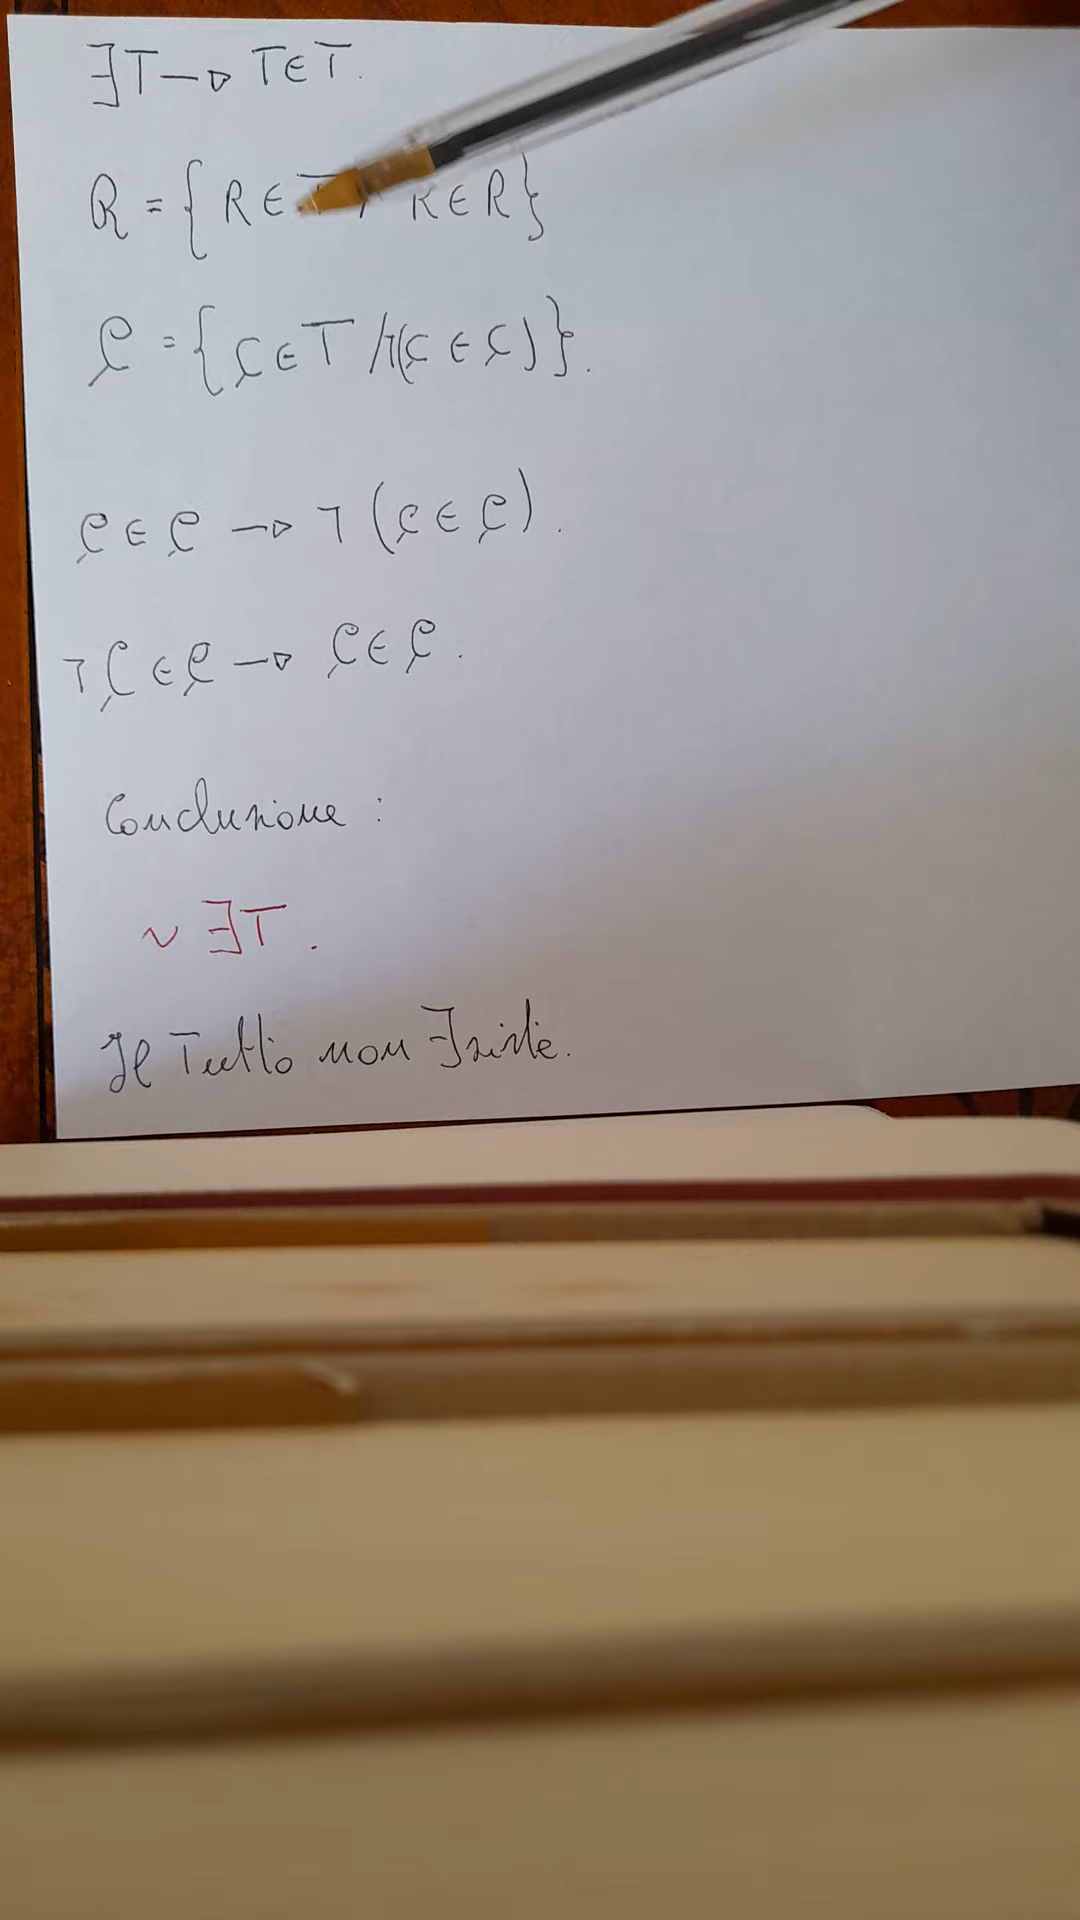 ∃T → T∈T.
R = { R∈T / R∈R }
C = { C∈T / ¬(C ∈ C) }.
C ∈ C → ¬ (C ∈ C).
¬ C ∈ C → C ∈ C.
Conclusione :
~ ∃T.
Il Tutto non Esiste.